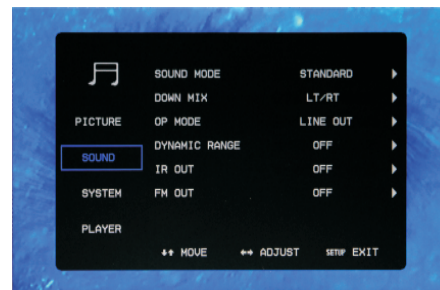 SOUND MODE STANDARD
DOWN MIX LT/RT
PICTURE OP MODE LINE OUT
DYNAMIC RANGE OFF
SOUND
IR OUT OFF
SYSTEM FM OUT OFF
PLAYER
MOVE ADJUST SETUP EXIT